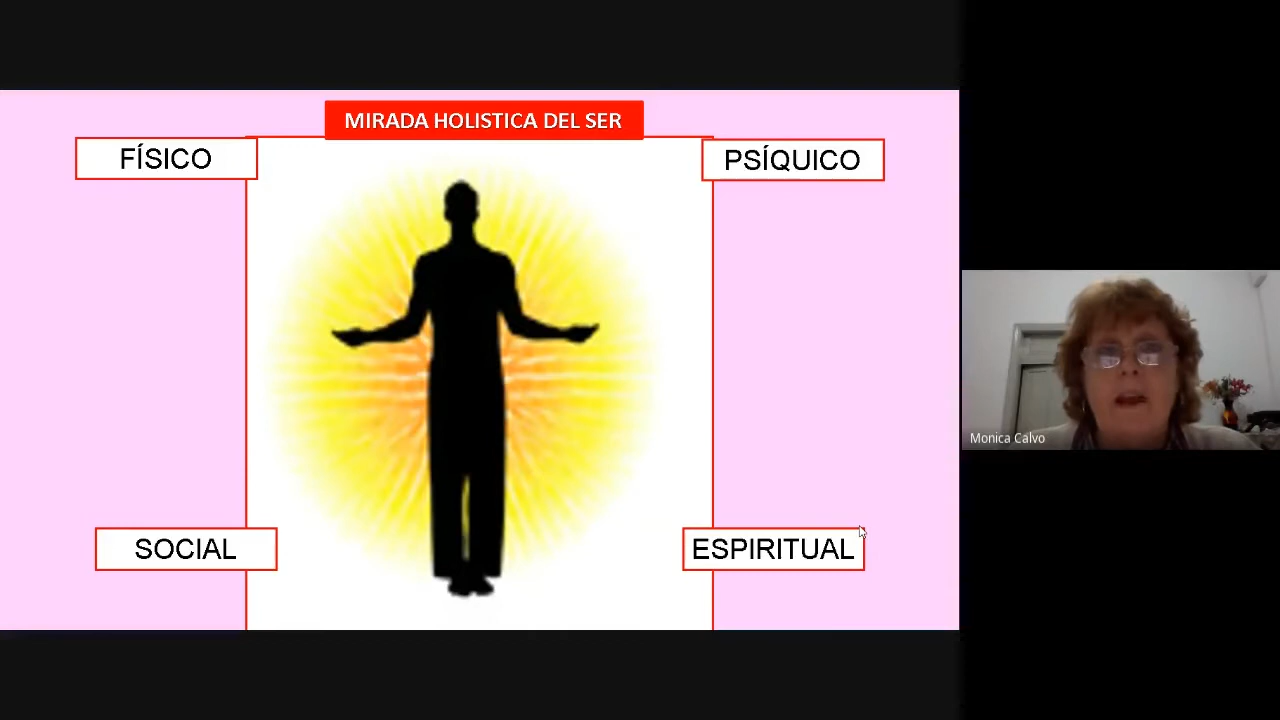 MIRADA HOLISTICA DEL SER
FÍSICO
PSÍQUICO
SOCIAL
ESPIRITUAL
Monica Calvo